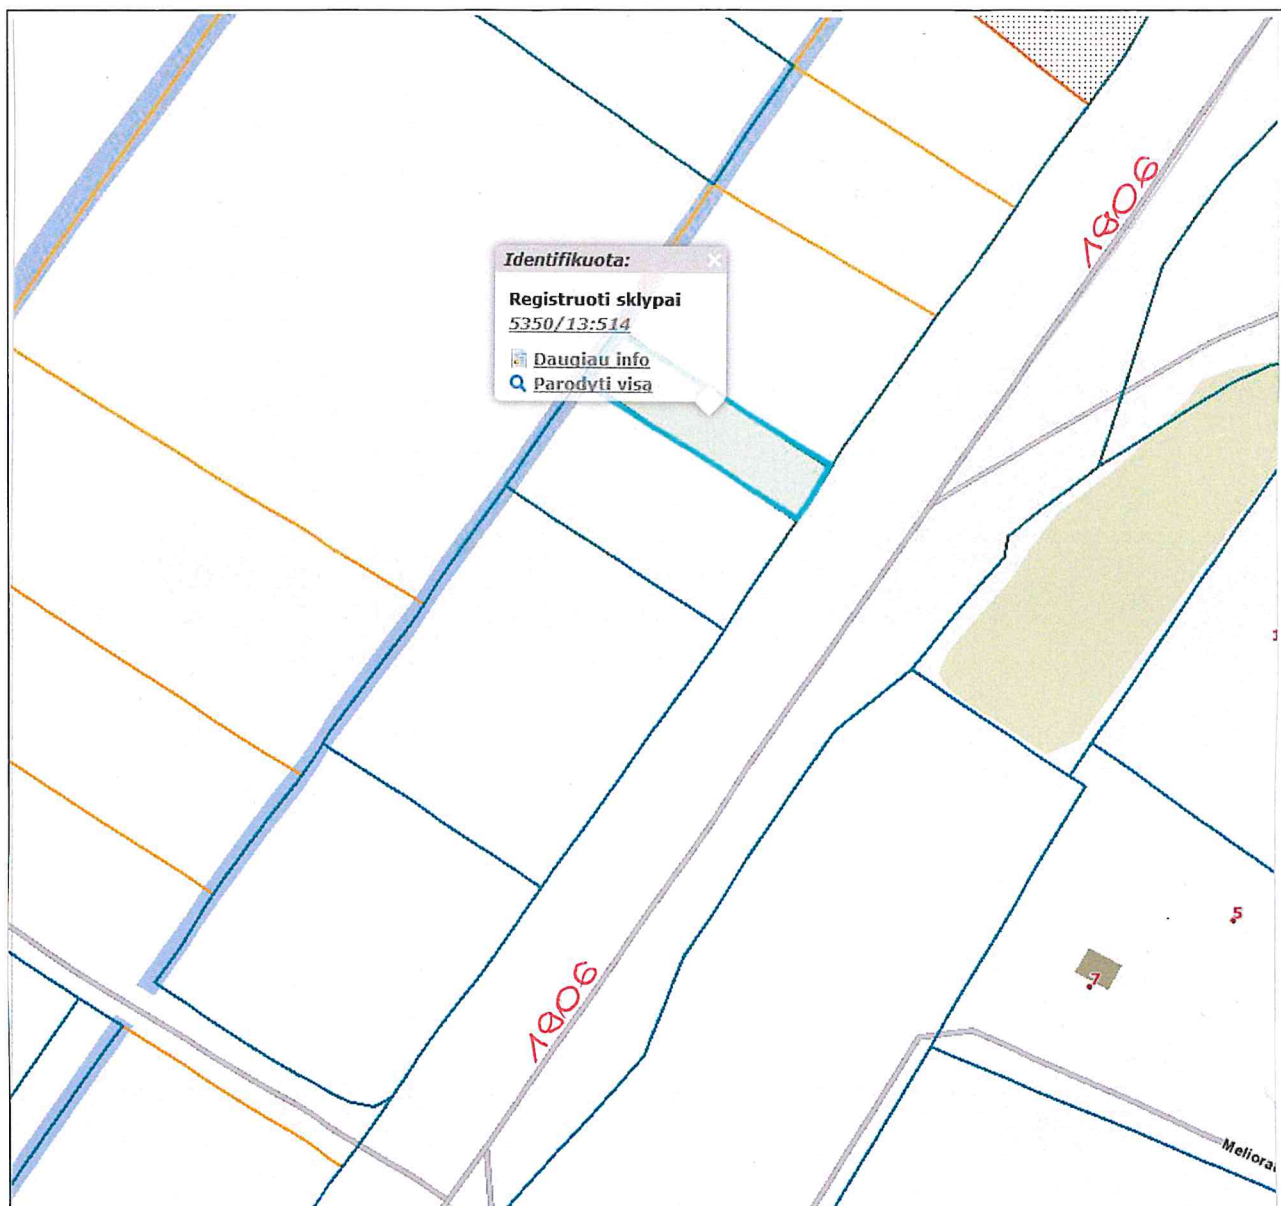 1806
Identifikuota:
Registruoti sklypai
5350/13:514
Daugiau info
Parodyti visą
1806
5
7
Meliora